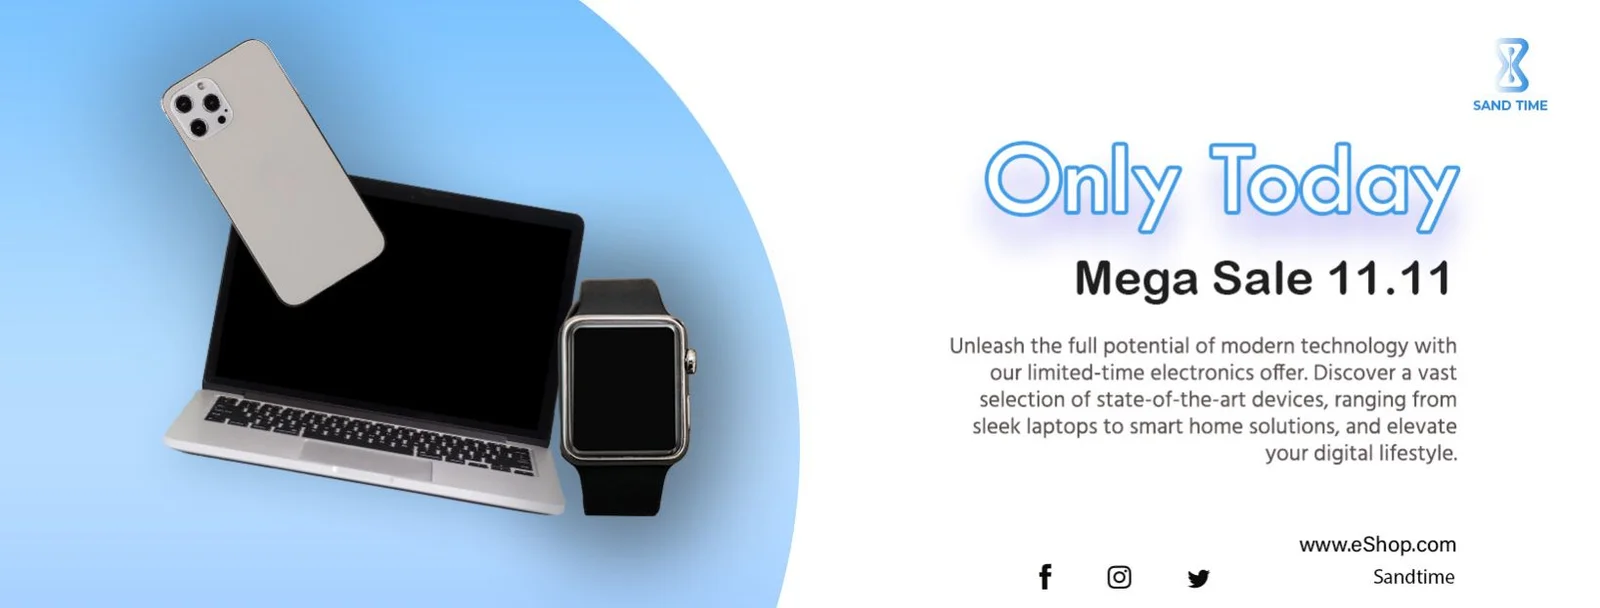 SAND TIME
Only Today
Mega Sale 11.11
Unleash the full potential of modern technology with
our limited-time electronics offer. Discover a vast
selection of state-of-the-art devices, ranging from
sleek laptops to smart home solutions, and elevate
your digital lifestyle.
www.eShop.com
Sandtime